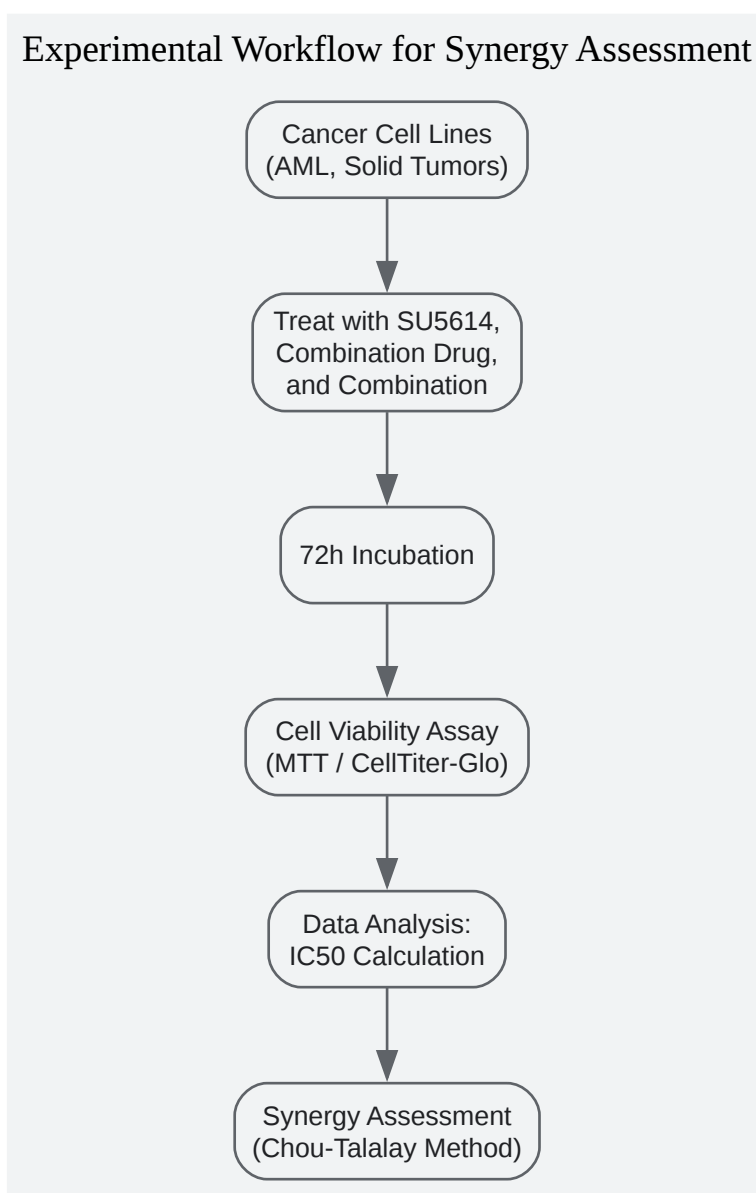 Experimental Workflow for Synergy Assessment
Cancer Cell Lines
(AML, Solid Tumors)
Treat with SU5614,
Combination Drug,
and Combination
72h Incubation
Cell Viability Assay
(MTT / CellTiter-Glo)
Data Analysis:
IC50 Calculation
Synergy Assessment
(Chou-Talalay Method)